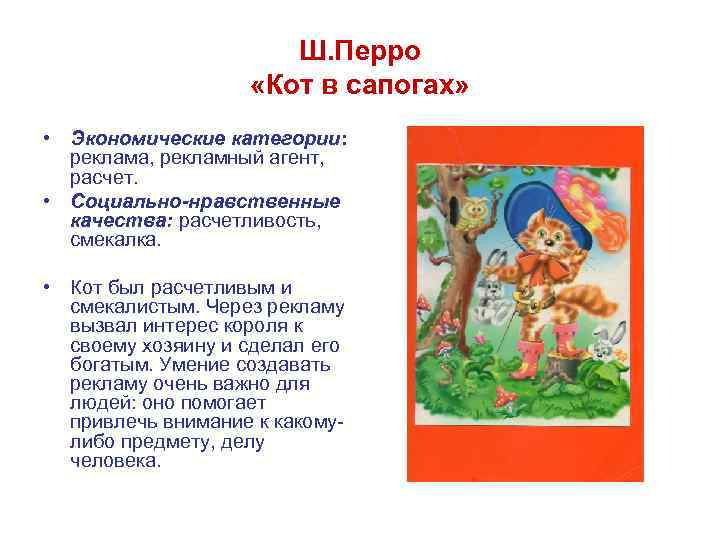 Ш.Перро
«Кот в сапогах»
• Экономические категории:
реклама, рекламный агент,
расчет.
• Социально-нравственные
качества: расчетливость,
смекалка.
• Кот был расчетливым и
смекалистым. Через рекламу
вызвал интерес короля к
своему хозяину и сделал его
богатым. Умение создавать
рекламу очень важно для
людей: оно помогает
привлечь внимание к какому-
либо предмету, делу
человека.